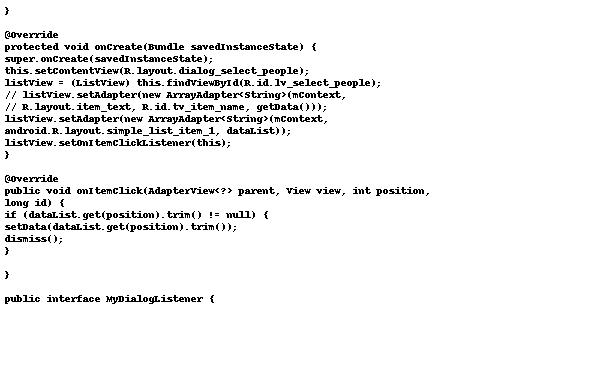 }
@Override
protected void onCreate(Bundle savedInstanceState) {
super.onCreate(savedInstanceState);
this.setContentView(R.layout.dialog_select_people);
listView = (ListView) this.findViewById(R.id.lv_select_people);
// listView.setAdapter(new ArrayAdapter<String>(mContext,
// R.layout.item_text, R.id.tv_item_name, getData()));
listView.setAdapter(new ArrayAdapter<String>(mContext,
android.R.layout.simple_list_item_1, dataList));
listView.setOnItemClickListener(this);
}
@Override
public void onItemClick(AdapterView<?> parent, View view, int position,
long id) {
if (dataList.get(position).trim() != null) {
setData(dataList.get(position).trim());
dismiss();
}
}
public interface MyDialogListener {